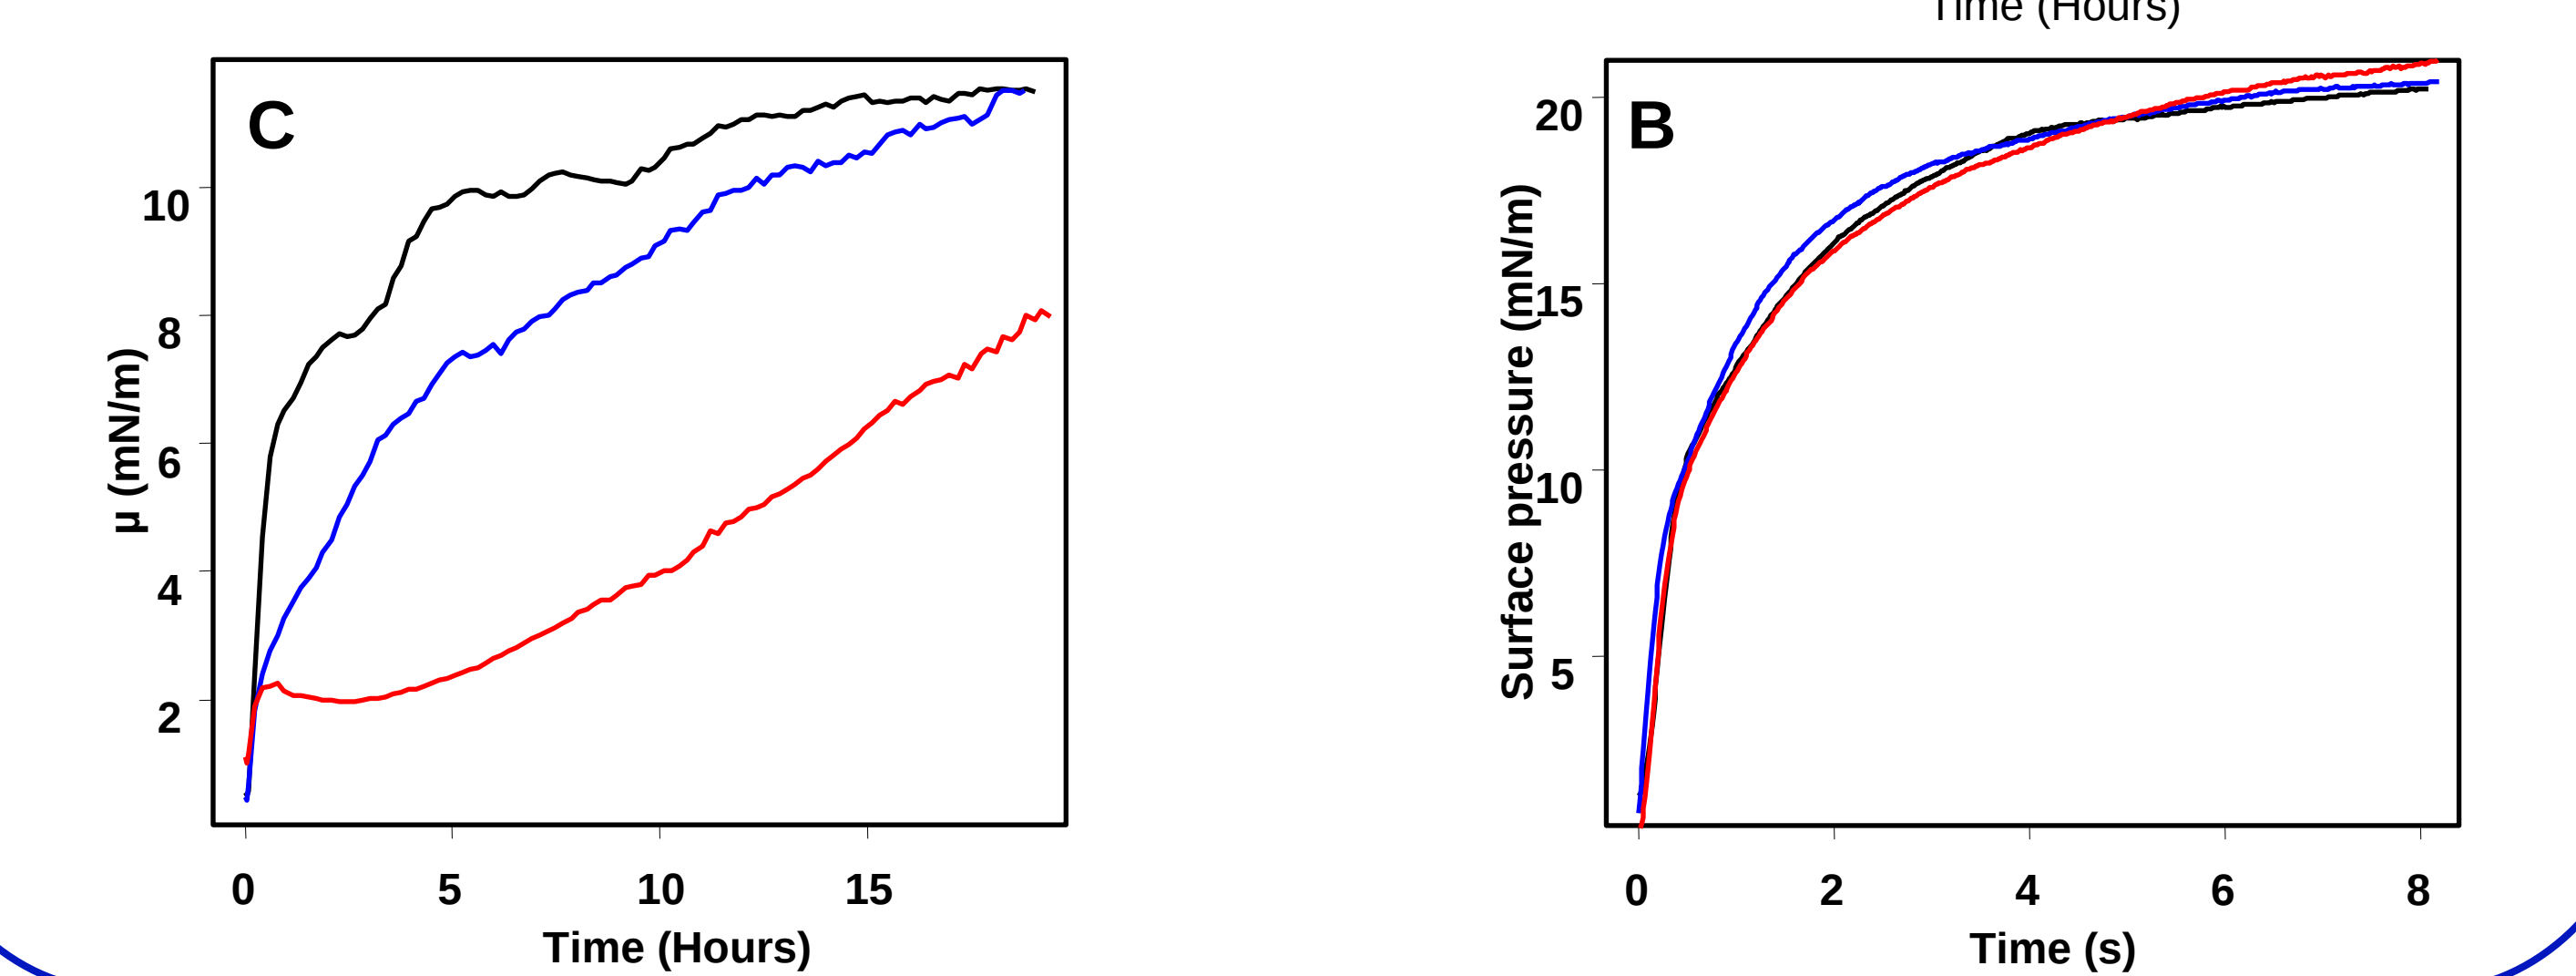 Time (Hours)
C
10
8
6
4
2
μ (mN/m)
0 5 10 15
Time (Hours)
B
20
15
10
5
Surface pressure (mN/m)
0 2 4 6 8
Time (s)